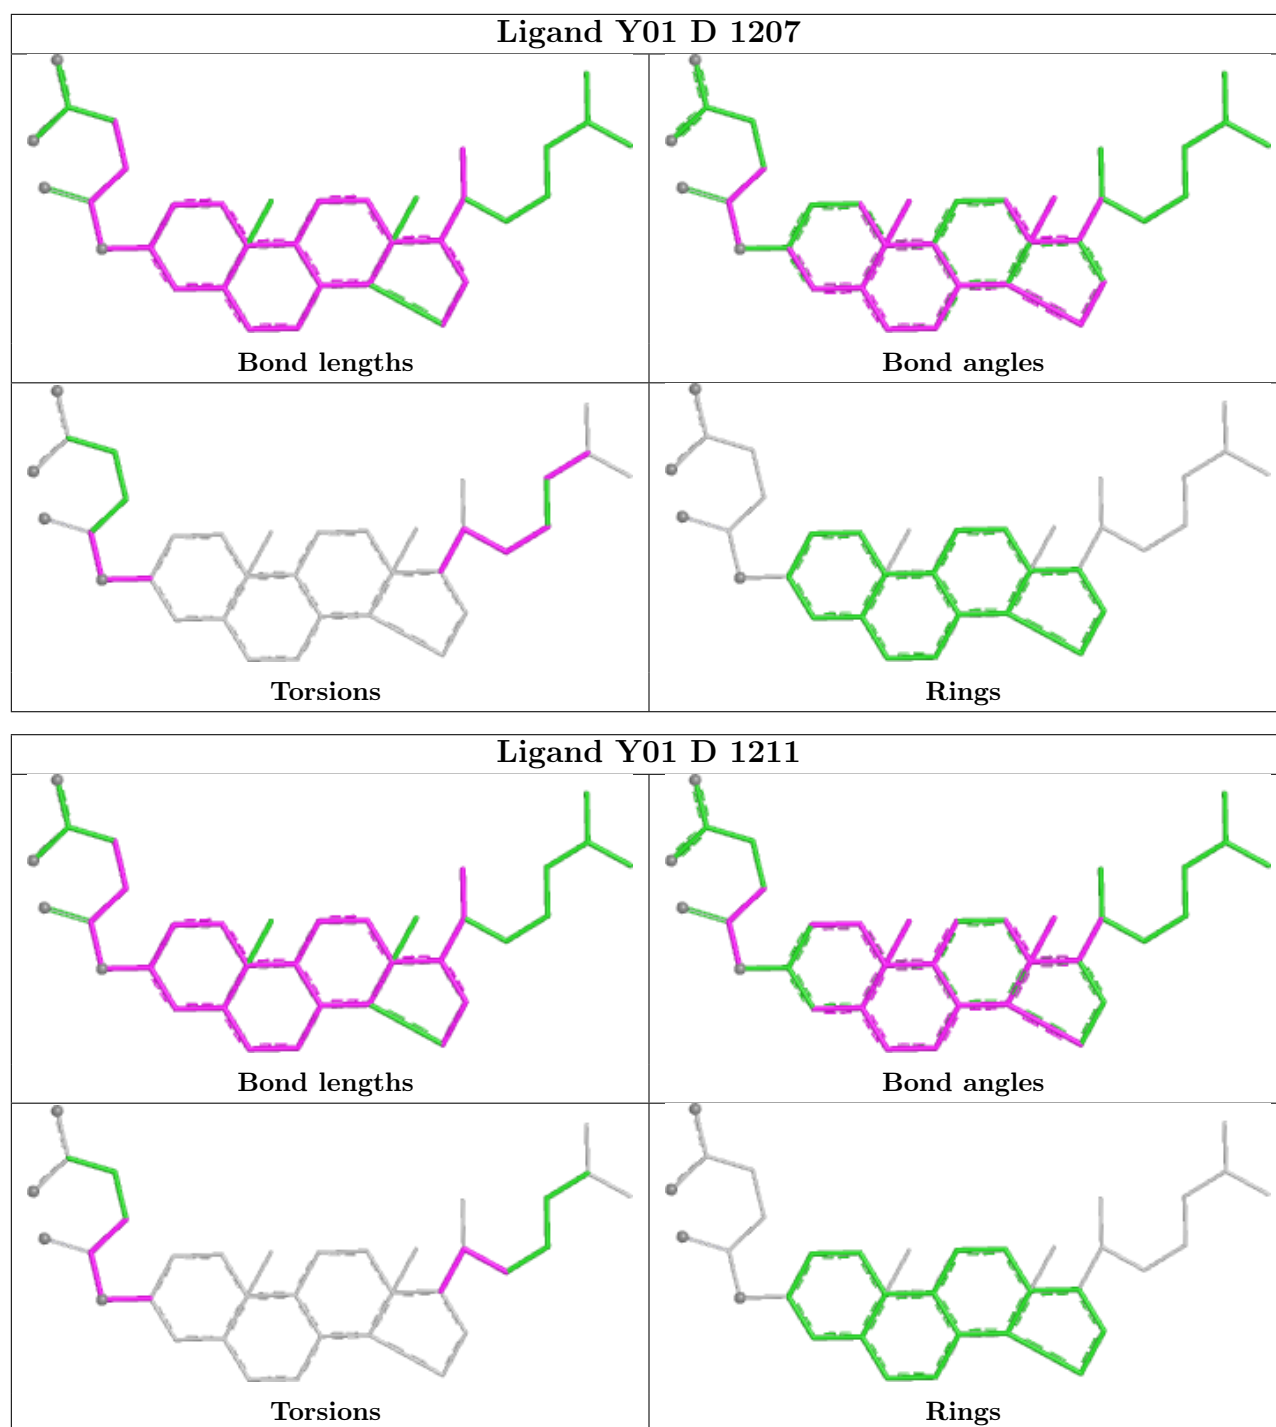 Ligand Y01 D 1207
Bond lengths
Bond angles
Torsions
Rings
Ligand Y01 D 1211
Bond lengths
Bond angles
Torsions
Rings